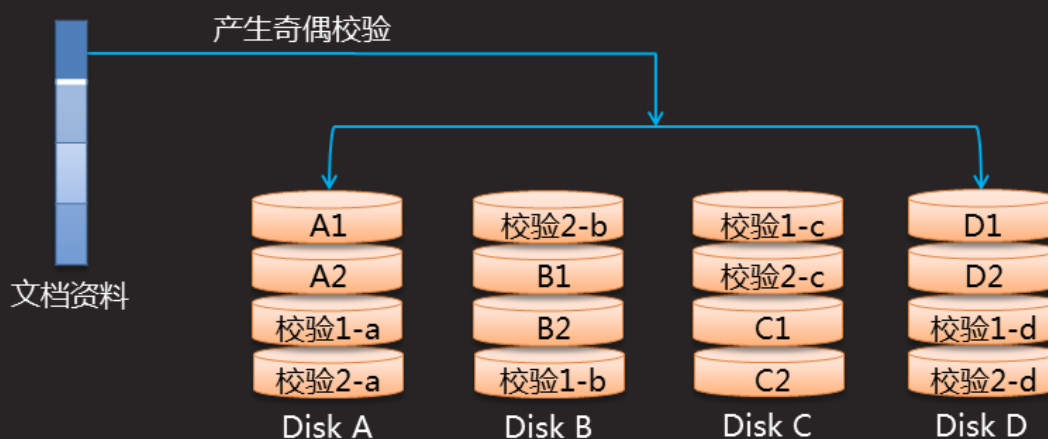 产生奇偶校验
文档资料
A1 校验2-b 校验1-c D1
A2 B1 校验2-c D2
校验1-a B2 C1 校验1-d
校验2-a 校验1-b C2 校验2-d
Disk A Disk B Disk C Disk D